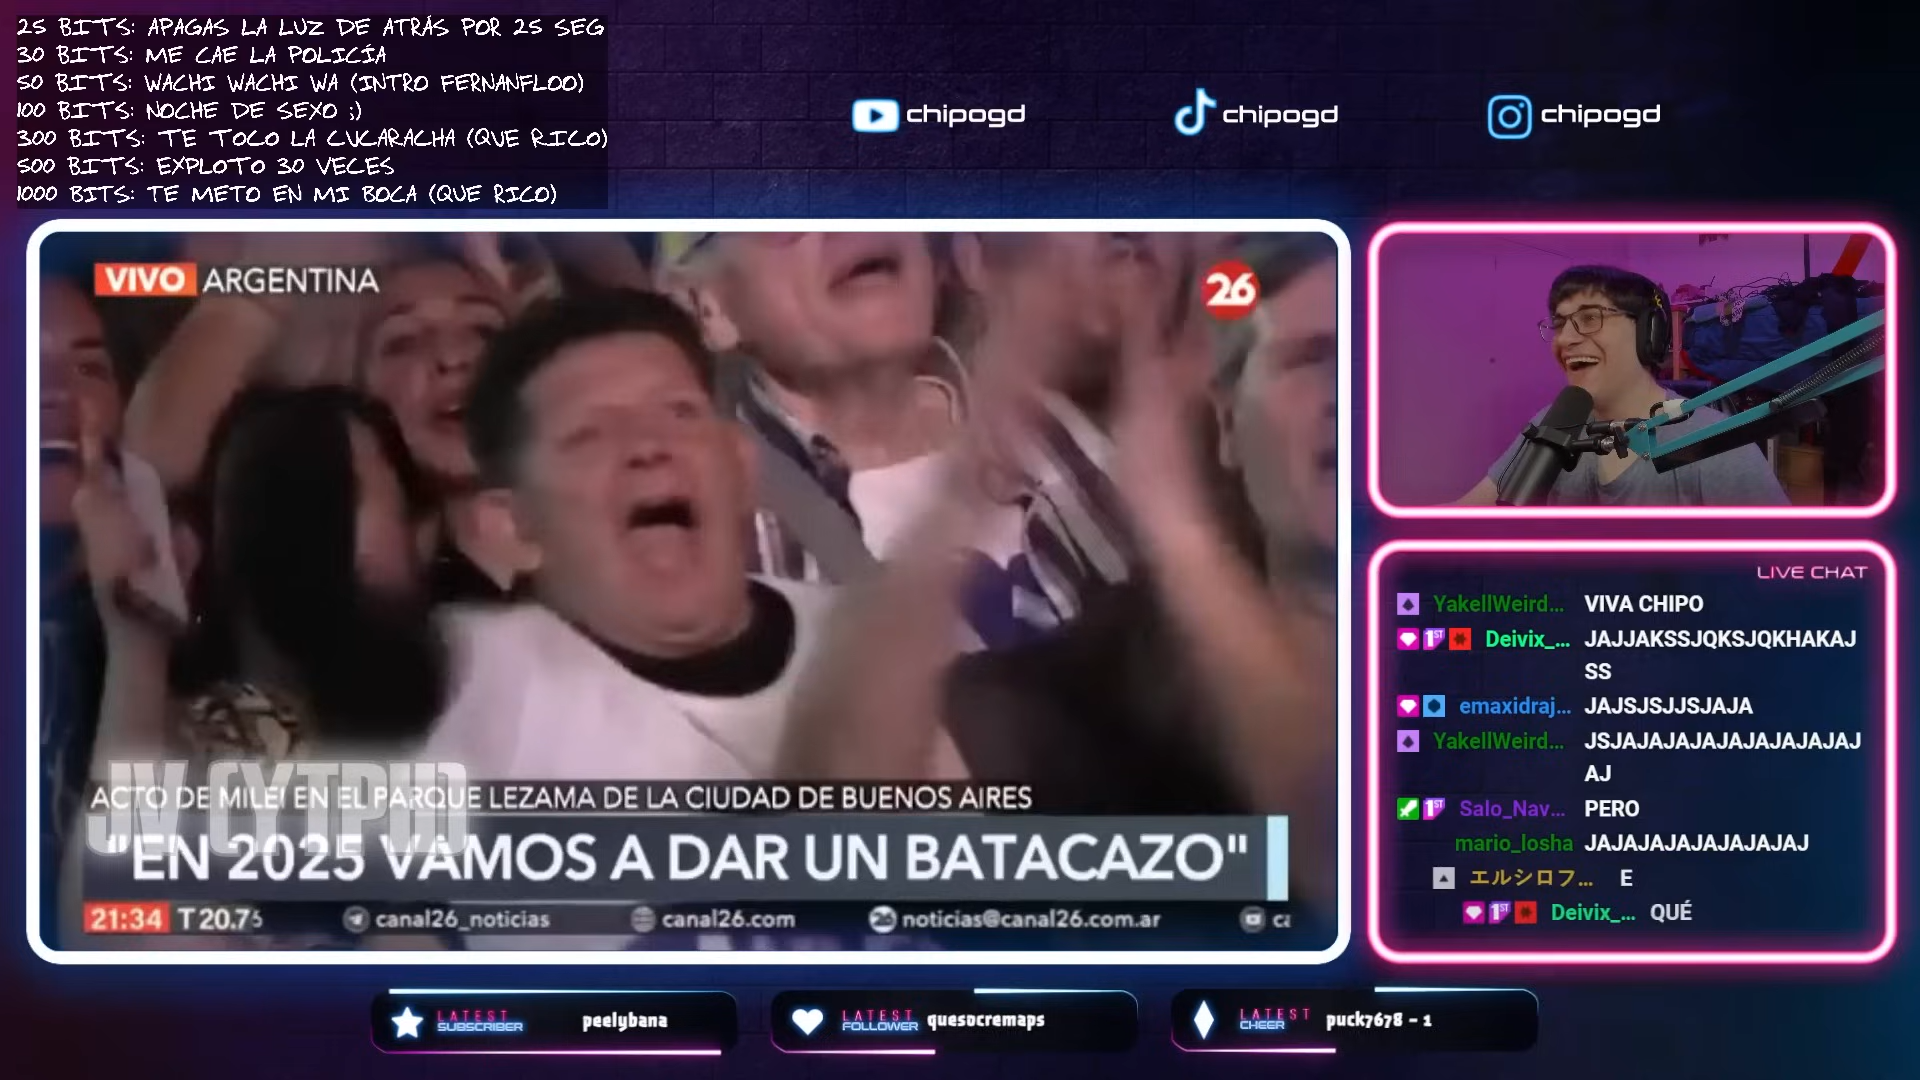 25 BITS: APAGAS LA LUZ DE ATRÁS POR 25 SEG
30 BITS: ME CAE LA POLICÍA
50 BITS: WACHI WACHI WA (INTRO FERNANFLOO)
100 BITS: NOCHE DE SEXO ;)
300 BITS: TE TOCO LA CUCARACHA (QUE RICO)
500 BITS: EXPLOTO 30 VECES
1000 BITS: TE METO EN MI BOCA (QUE RICO)
chipogd
chipogd
chipogd
VIVO ARGENTINA
26
ACTO DE MILEI EN EL PARQUE LEZAMA DE LA CIUDAD DE BUENOS AIRES
JV (YTPH)
"EN 2025 VAMOS A DAR UN BATACAZO"
21:34 T 20.7
canal26_noticias
canal26.com
noticias@canal26.com.ar
LIVE CHAT
YakellWeird... VIVA CHIPO
1ST Deivix_... JAJJAKSSJQKSJQKHAKAJ
SS
emaxidraj... JAJSJSJJSJAJA
YakellWeird... JSJAJAJAJAJAJAJAJAJ
AJ
1ST Salo_Nav... PERO
mario_losha JAJAJAJAJAJAJAJAJ
エルシロフ... E
1ST Deivix_... QUÉ
LATEST SUBSCRIBER peelybana
LATEST FOLLOWER quesocremaps
LATEST CHEER puck7678 - 1